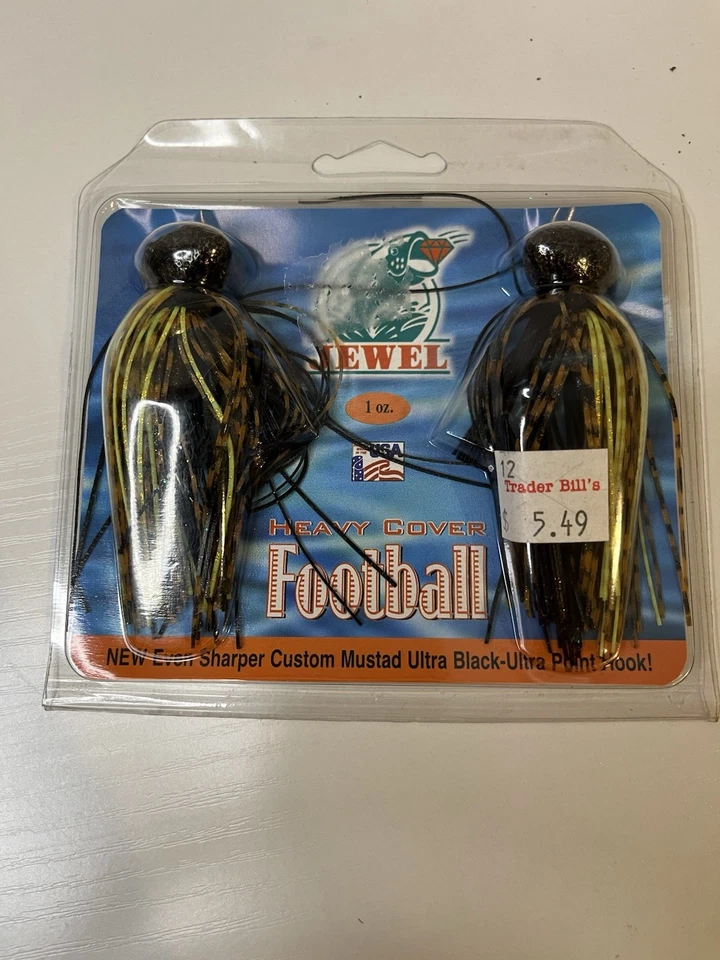 JEWEL
1 oz.
USA
12
Trader Bill's
$ 5.49
HEAVY COVER
Football
NEW Even Sharper Custom Mustad Ultra Black-Ultra Point Hook!